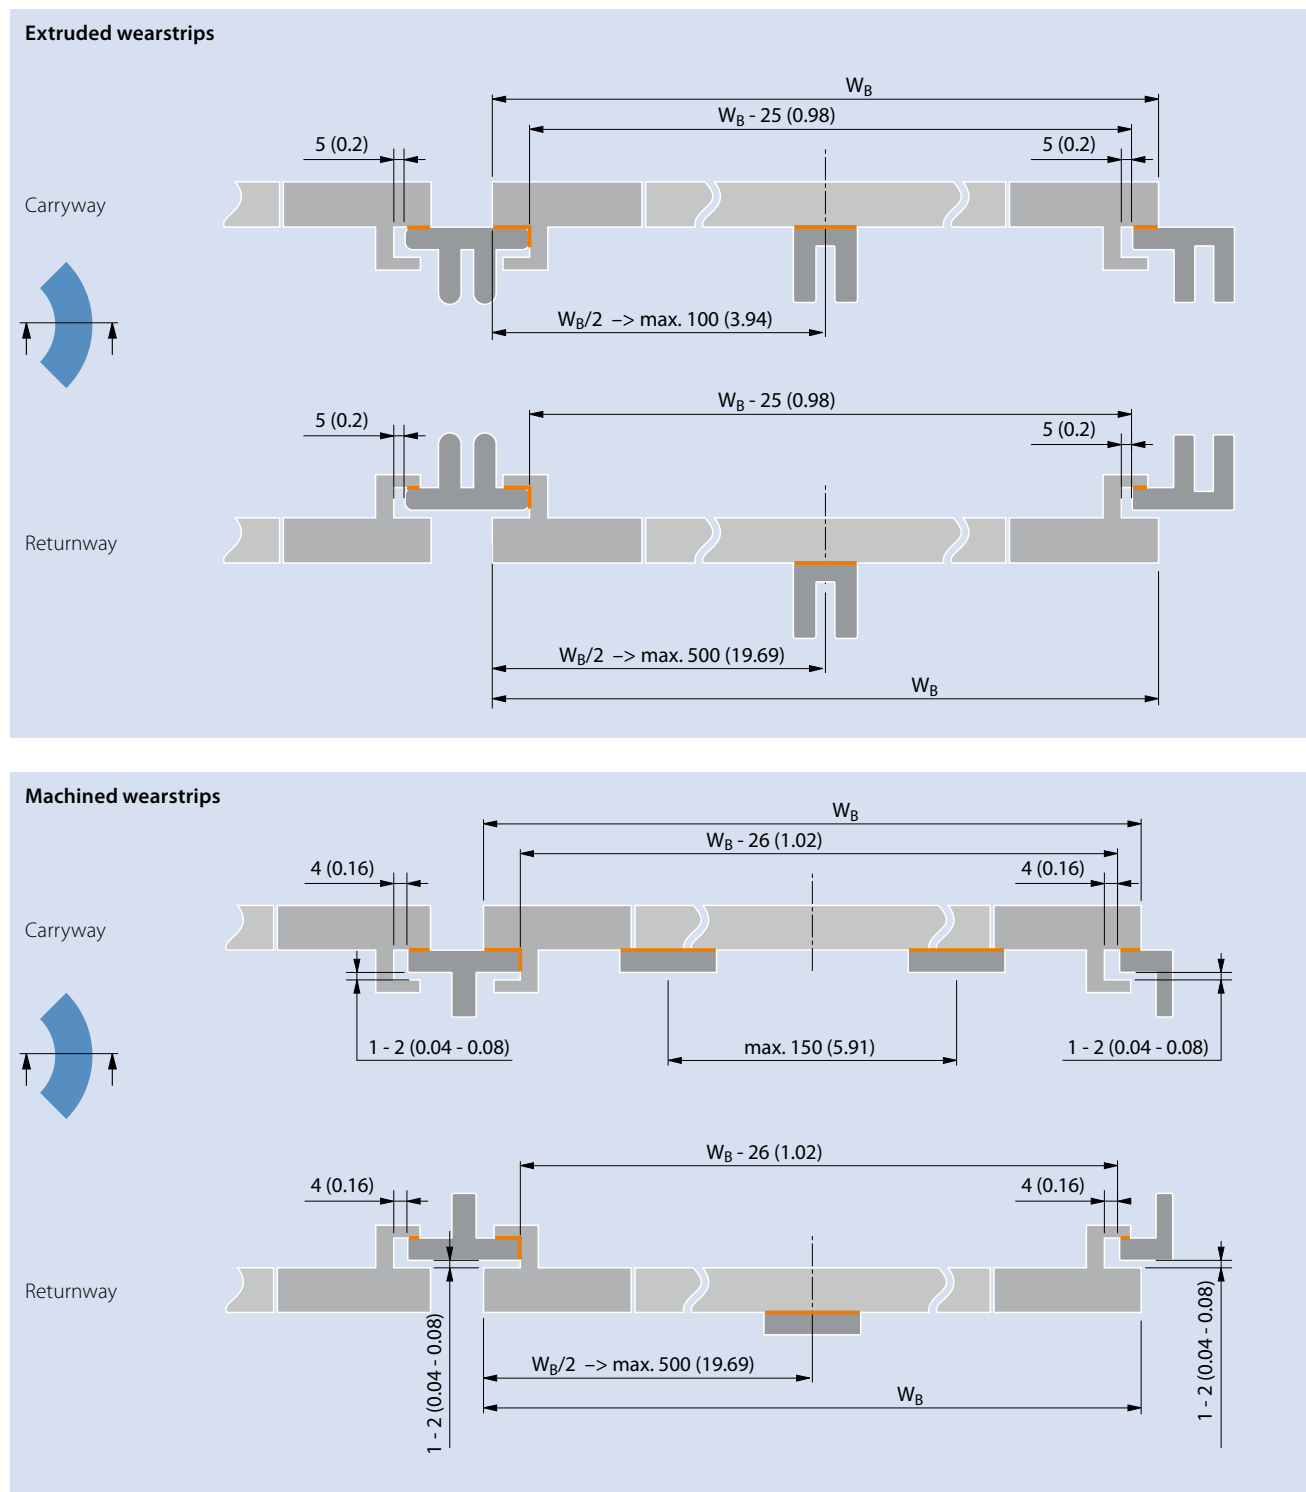 Extruded wearstrips
W_B
W_B - 25 (0.98)
5 (0.2)
5 (0.2)
Carryway
W_B/2 –> max. 100 (3.94)
W_B - 25 (0.98)
5 (0.2)
5 (0.2)
Returnway
W_B/2 –> max. 500 (19.69)
W_B
Machined wearstrips
W_B
W_B - 26 (1.02)
4 (0.16)
4 (0.16)
Carryway
1 - 2 (0.04 - 0.08)
max. 150 (5.91)
1 - 2 (0.04 - 0.08)
W_B - 26 (1.02)
4 (0.16)
4 (0.16)
Returnway
1 - 2 (0.04 - 0.08)
1 - 2 (0.04 - 0.08)
W_B/2 –> max. 500 (19.69)
W_B